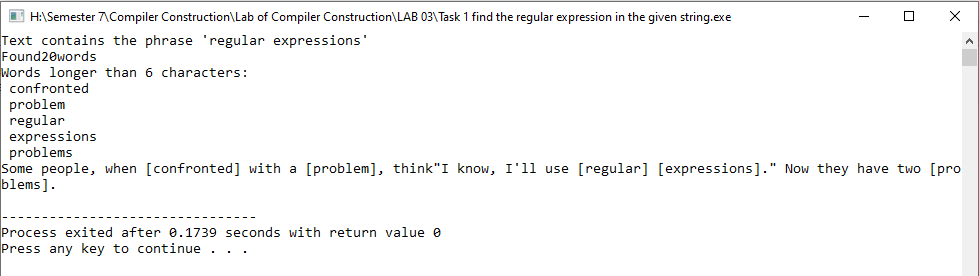 H:\Semester 7\Compiler Construction\Lab of Compiler Construction\LAB 03\Task 1 find the regular expression in the given string.exe
Text contains the phrase 'regular expressions'
Found20words
Words longer than 6 characters:
 confronted
 problem
 regular
 expressions
 problems
Some people, when [confronted] with a [problem], think"I know, I'll use [regular] [expressions]." Now they have two [pro
blems].
--------------------------------
Process exited after 0.1739 seconds with return value 0
Press any key to continue . . .